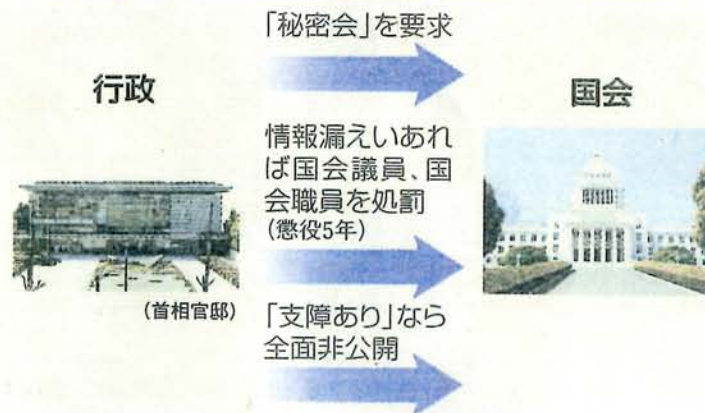 「秘密会」を要求
行政
国会
情報漏えいあれ
ば国会議員、国
会職員を処罰
(懲役5年)
(首相官邸)
「支障あり」なら
全面非公開